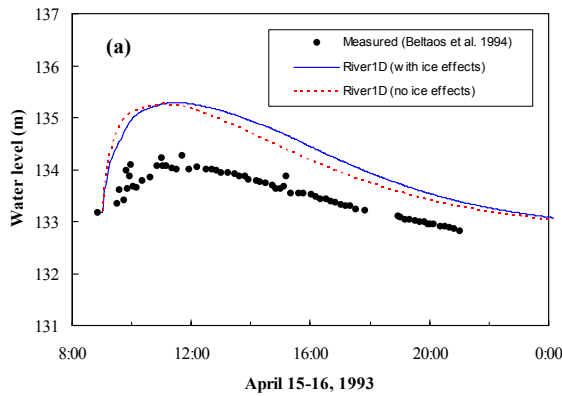 137
136
135
134
133
132
131
Water level (m)
(a)
Measured (Beltaos et al. 1994)
River1D (with ice effects)
River1D (no ice effects)
8:00 12:00 16:00 20:00 0:00
April 15-16, 1993